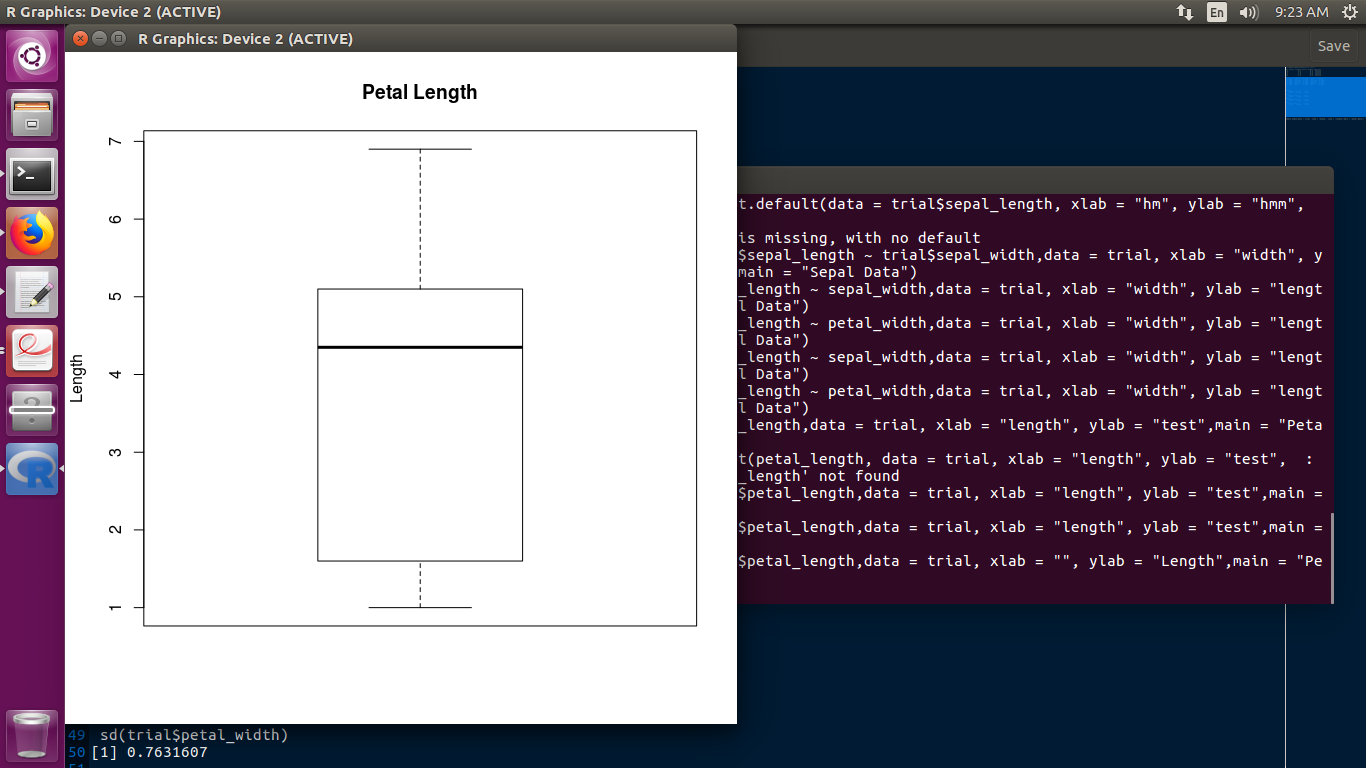 R Graphics: Device 2 (ACTIVE)
En
9:23 AM
R Graphics: Device 2 (ACTIVE)
Save
Petal Length
Length
7
6
5
4
3
2
1
t.default(data = trial$sepal_length, xlab = "hm", ylab = "hmm",
is missing, with no default
$sepal_length ~ trial$sepal_width,data = trial, xlab = "width", y
main = "Sepal Data")
_length ~ sepal_width,data = trial, xlab = "width", ylab = "lengt
l Data")
_length ~ petal_width,data = trial, xlab = "width", ylab = "lengt
l Data")
_length ~ sepal_width,data = trial, xlab = "width", ylab = "lengt
l Data")
_length ~ petal_width,data = trial, xlab = "width", ylab = "lengt
l Data")
_length,data = trial, xlab = "length", ylab = "test",main = "Peta
t(petal_length, data = trial, xlab = "length", ylab = "test",  :
_length' not found
$petal_length,data = trial, xlab = "length", ylab = "test",main =
$petal_length,data = trial, xlab = "length", ylab = "test",main =
$petal_length,data = trial, xlab = "", ylab = "Length",main = "Pe
49 sd(trial$petal_width)
50 [1] 0.7631607